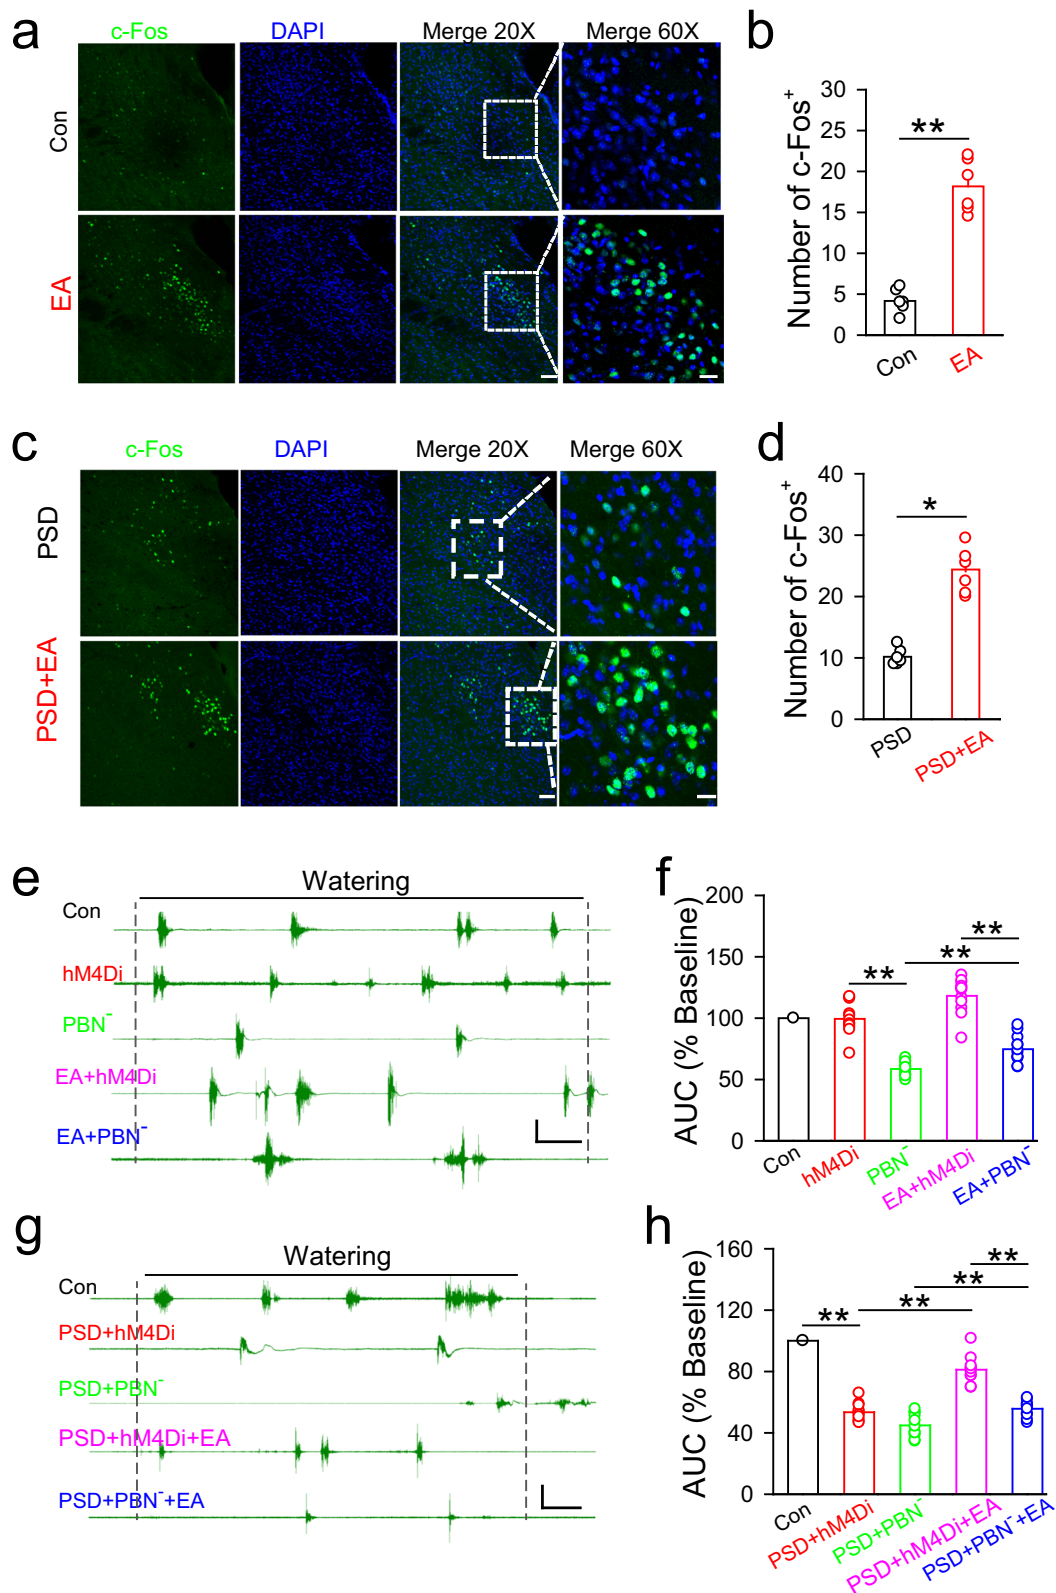 a
c-Fos DAPI Merge 20X Merge 60X
Con
EA
b
Number of c-Fos⁺
30
25
20
15
10
5
0
**
Con EA
c
c-Fos DAPI Merge 20X Merge 60X
PSD
PSD+EA
d
Number of c-Fos⁺
40
30
20
10
0
*
PSD PSD+EA
e
Watering
Con
hM4Di
PBN⁻
EA+hM4Di
EA+PBN⁻
f
AUC (% Baseline)
200
150
100
50
0
**
**
**
Con hM4Di PBN⁻ EA+hM4Di EA+PBN⁻
g
Watering
Con
PSD+hM4Di
PSD+PBN⁻
PSD+hM4Di+EA
PSD+PBN⁻+EA
h
AUC (% Baseline)
160
120
80
40
0
**
**
**
**
Con PSD+hM4Di PSD+PBN⁻ PSD+hM4Di+EA PSD+PBN⁻+EA